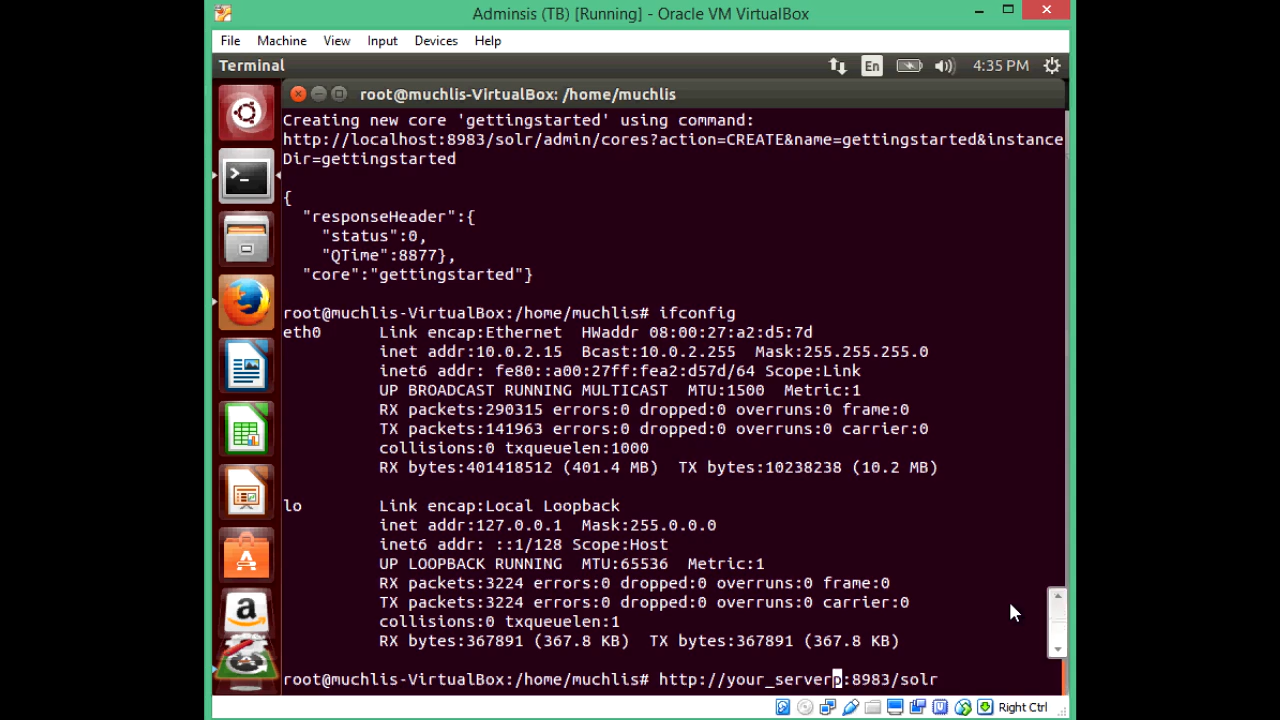 Adminsis (TB) [Running] - Oracle VM VirtualBox
File Machine View Input Devices Help
Terminal En 4:35 PM
root@muchlis-VirtualBox: /home/muchlis
Creating new core 'gettingstarted' using command:
http://localhost:8983/solr/admin/cores?action=CREATE&name=gettingstarted&instance
Dir=gettingstarted
{
"responseHeader":{
"status":0,
"QTime":8877},
"core":"gettingstarted"}
root@muchlis-VirtualBox:/home/muchlis# ifconfig
eth0 Link encap:Ethernet HWaddr 08:00:27:a2:d5:7d
inet addr:10.0.2.15 Bcast:10.0.2.255 Mask:255.255.255.0
inet6 addr: fe80::a00:27ff:fea2:d57d/64 Scope:Link
UP BROADCAST RUNNING MULTICAST MTU:1500 Metric:1
RX packets:290315 errors:0 dropped:0 overruns:0 frame:0
TX packets:141963 errors:0 dropped:0 overruns:0 carrier:0
collisions:0 txqueuelen:1000
RX bytes:401418512 (401.4 MB) TX bytes:10238238 (10.2 MB)
lo Link encap:Local Loopback
inet addr:127.0.0.1 Mask:255.0.0.0
inet6 addr: ::1/128 Scope:Host
UP LOOPBACK RUNNING MTU:65536 Metric:1
RX packets:3224 errors:0 dropped:0 overruns:0 frame:0
TX packets:3224 errors:0 dropped:0 overruns:0 carrier:0
collisions:0 txqueuelen:1
RX bytes:367891 (367.8 KB) TX bytes:367891 (367.8 KB)
root@muchlis-VirtualBox:/home/muchlis# http://your_serverp:8983/solr
Right Ctrl